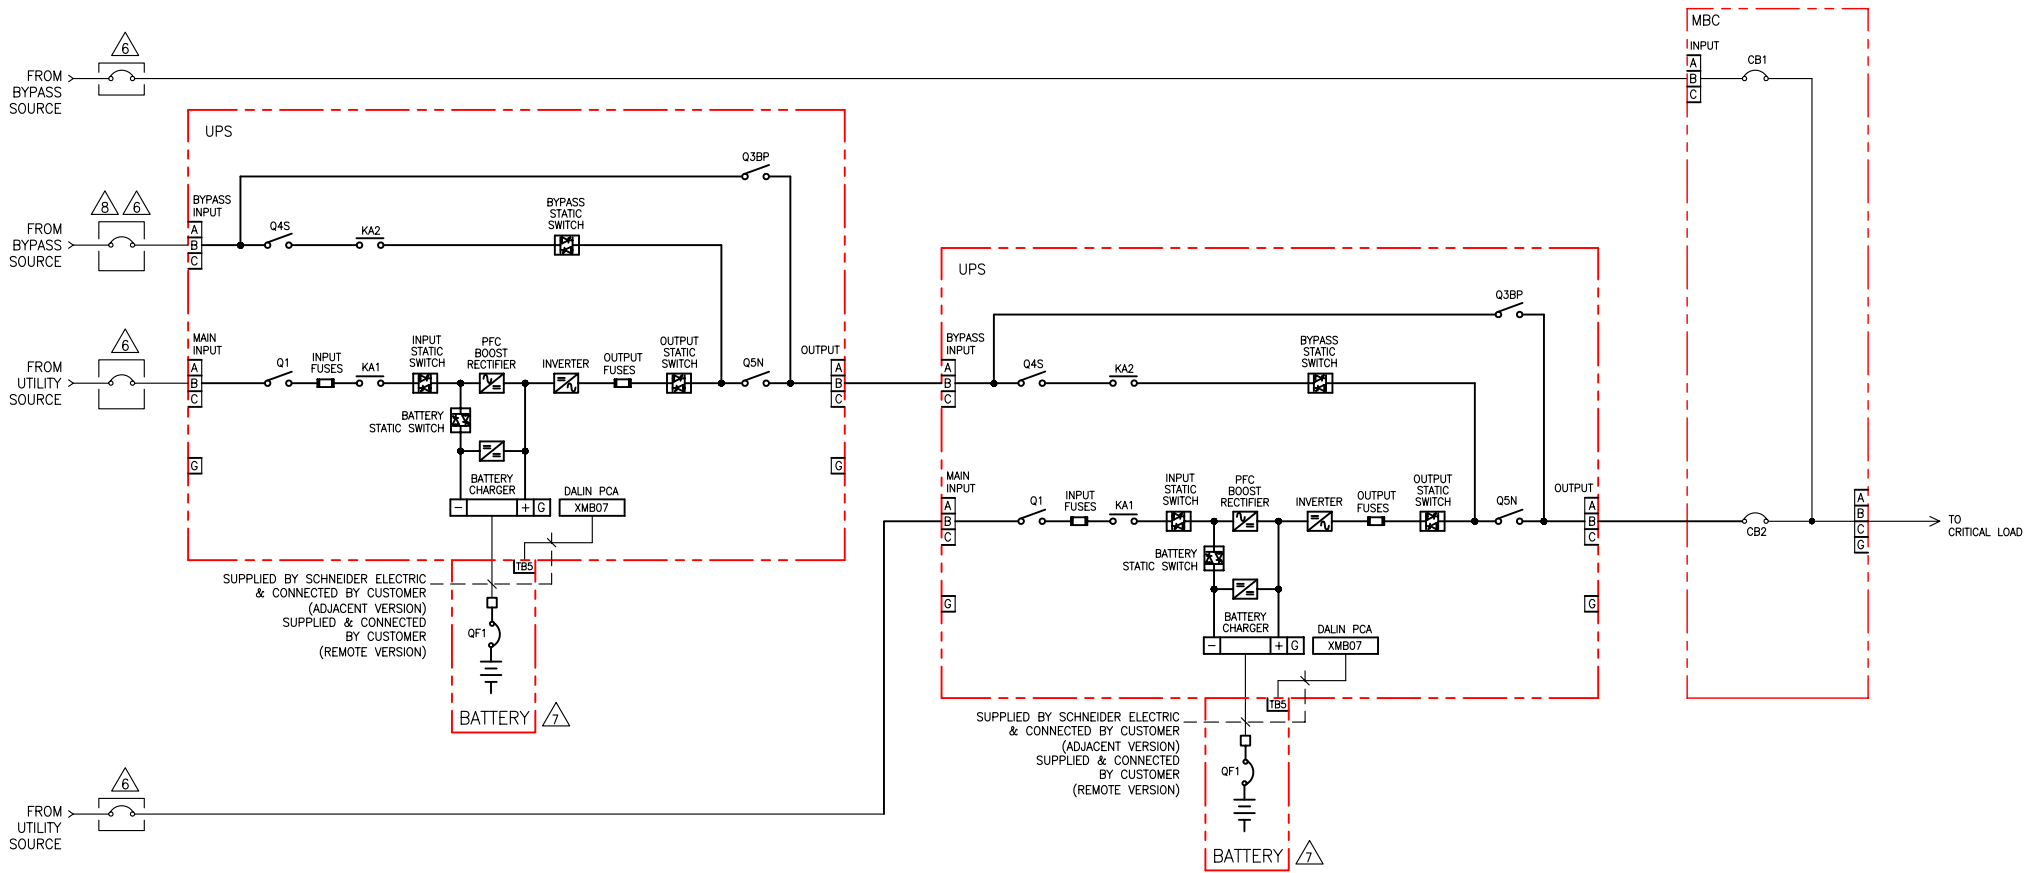 MBC
6
INPUT
A
B
C
CB1
FROM
BYPASS
SOURCE
UPS
Q3BP
8
6
BYPASS
INPUT
A
B
C
Q4S
KA2
BYPASS
STATIC
SWITCH
FROM
BYPASS
SOURCE
UPS
Q3BP
6
MAIN
INPUT
A
B
C
Q1
INPUT
FUSES
KA1
INPUT
STATIC
SWITCH
PFC
BOOST
RECTIFIER
INVERTER
OUTPUT
FUSES
OUTPUT
STATIC
SWITCH
Q5N
OUTPUT
A
B
C
FROM
UTILITY
SOURCE
BYPASS
INPUT
A
B
C
Q4S
KA2
BYPASS
STATIC
SWITCH
BATTERY
STATIC SWITCH
G
G
BATTERY
CHARGER
DALIN PCA
- + G
XMB07
MAIN
INPUT
A
B
C
Q1
INPUT
FUSES
KA1
INPUT
STATIC
SWITCH
PFC
BOOST
RECTIFIER
INVERTER
OUTPUT
FUSES
OUTPUT
STATIC
SWITCH
Q5N
OUTPUT
A
B
C
CB2
A
B
C
G
TO
CRITICAL LOAD
BATTERY
STATIC SWITCH
TB5
SUPPLIED BY SCHNEIDER ELECTRIC
& CONNECTED BY CUSTOMER
(ADJACENT VERSION)
SUPPLIED & CONNECTED
BY CUSTOMER
(REMOTE VERSION)
QF1
BATTERY
7
G
G
BATTERY
CHARGER
DALIN PCA
- + G
XMB07
TB5
SUPPLIED BY SCHNEIDER ELECTRIC
& CONNECTED BY CUSTOMER
(ADJACENT VERSION)
SUPPLIED & CONNECTED
BY CUSTOMER
(REMOTE VERSION)
QF1
BATTERY
7
6
FROM
UTILITY
SOURCE